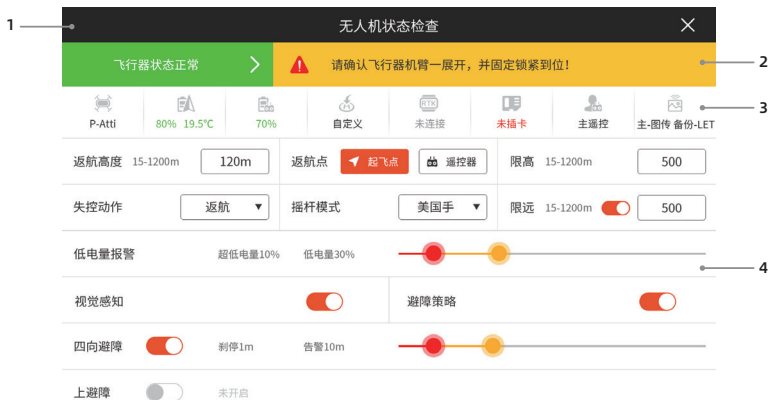 1
无人机状态检查
飞行器状态正常
请确认飞行器机臂一展开，并固定锁紧到位！
2
RTK
3
P-Atti 80% 19.5℃ 70% 自定义 未连接 未插卡 主遥控 主-图传 备份-LET
返航高度 15-1200m 120m 返航点 起飞点 遥控器 限高 15-1200m 500
失控动作 返航 摇杆模式 美国手 限远 15-1200m 500
低电量报警 超低电量10% 低电量30%
4
视觉感知 避障策略
四向避障 刹停1m 告警10m
上避障 未开启